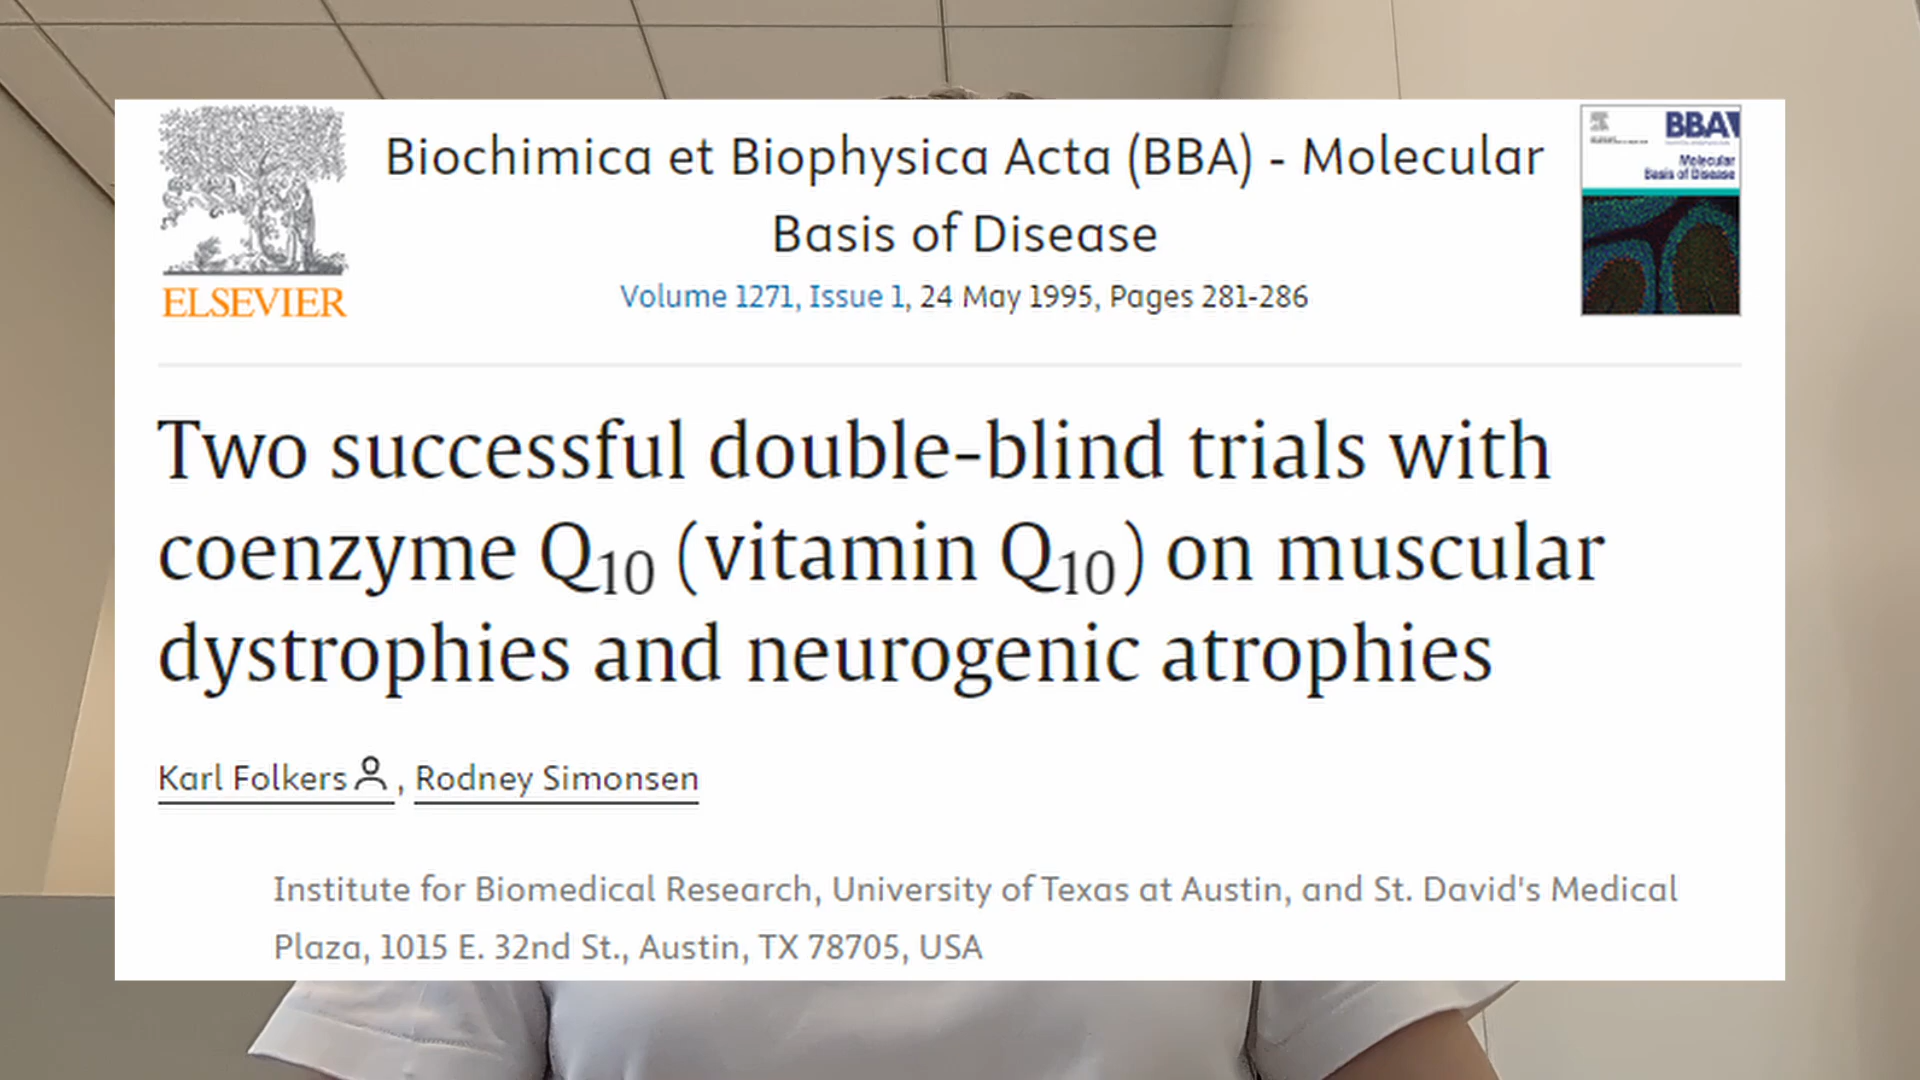 Biochimica et Biophysica Acta (BBA) - Molecular
Basis of Disease
Volume 1271, Issue 1, 24 May 1995, Pages 281-286
ELSEVIER
BBA
Molecular
Basis of Disease
Two successful double-blind trials with
coenzyme Q10 (vitamin Q10) on muscular
dystrophies and neurogenic atrophies
Karl Folkers, Rodney Simonsen
Institute for Biomedical Research, University of Texas at Austin, and St. David's Medical
Plaza, 1015 E. 32nd St., Austin, TX 78705, USA